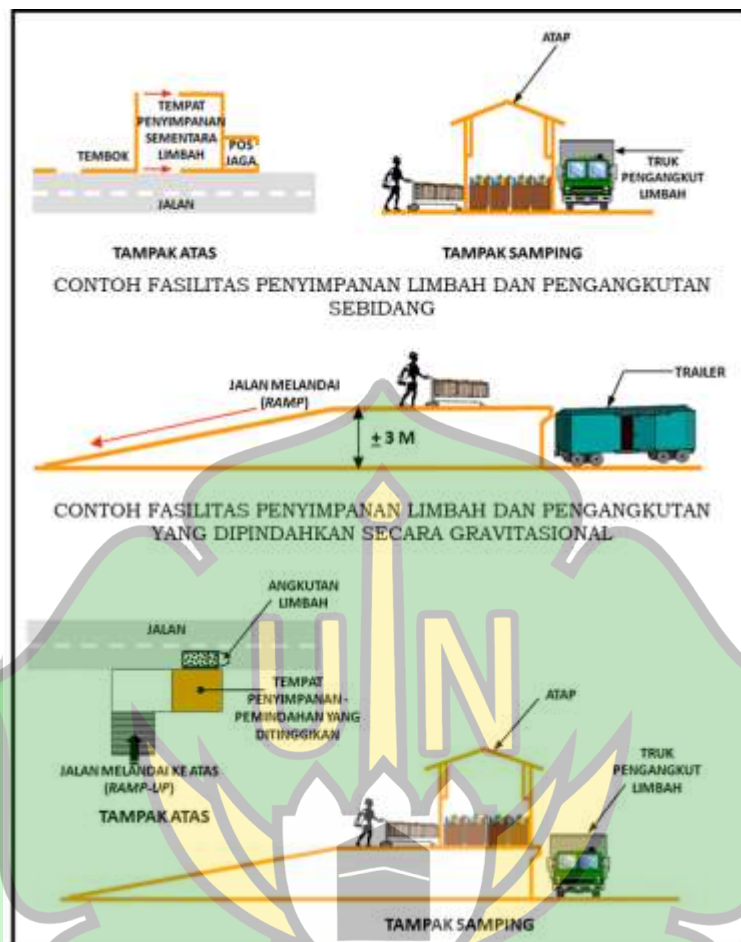 ATAP
TEMPAT
PENYIMPANAN
SEMENTARA
LIMBAH
POS
JAGA
TEMBOK
JALAN
TRUK
PENGANGKUT
LIMBAH
TAMPAK ATAS
TAMPAK SAMPING
CONTOH FASILITAS PENYIMPANAN LIMBAH DAN PENGANGKUTAN
SEBIDANG
JALAN MELANDAI
(RAMP)
TRAILER
± 3 M
CONTOH FASILITAS PENYIMPANAN LIMBAH DAN PENGANGKUTAN
YANG DIPINDAHKAN SECARA GRAVITASIONAL
ANGKUTAN
LIMBAH
JALAN
TEMPAT
PENYIMPANAN-
PEMINDAHAN YANG
DITINGGIKAN
JALAN MELANDAI KE ATAS
(RAMP-UP)
TAMPAK ATAS
ATAP
TRUK
PENGANGKUT
LIMBAH
TAMPAK SAMPING
UIN